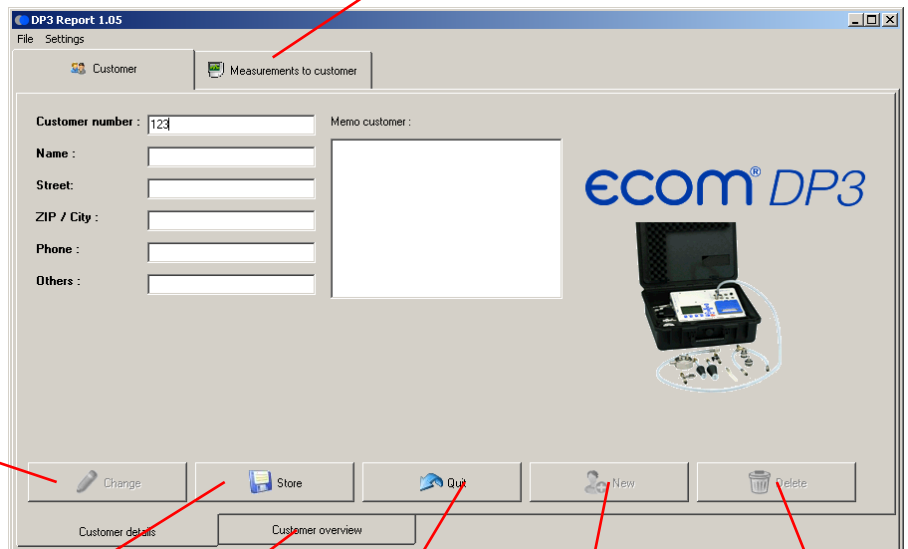 DP3 Report 1.05
File Settings
Customer
Measurements to customer
Customer number : 123
Memo customer :
Name :
Street:
ZIP / City :
Phone :
Others :
ecom® DP3
Change
Store
Quit
New
Delete
Customer details
Customer overview